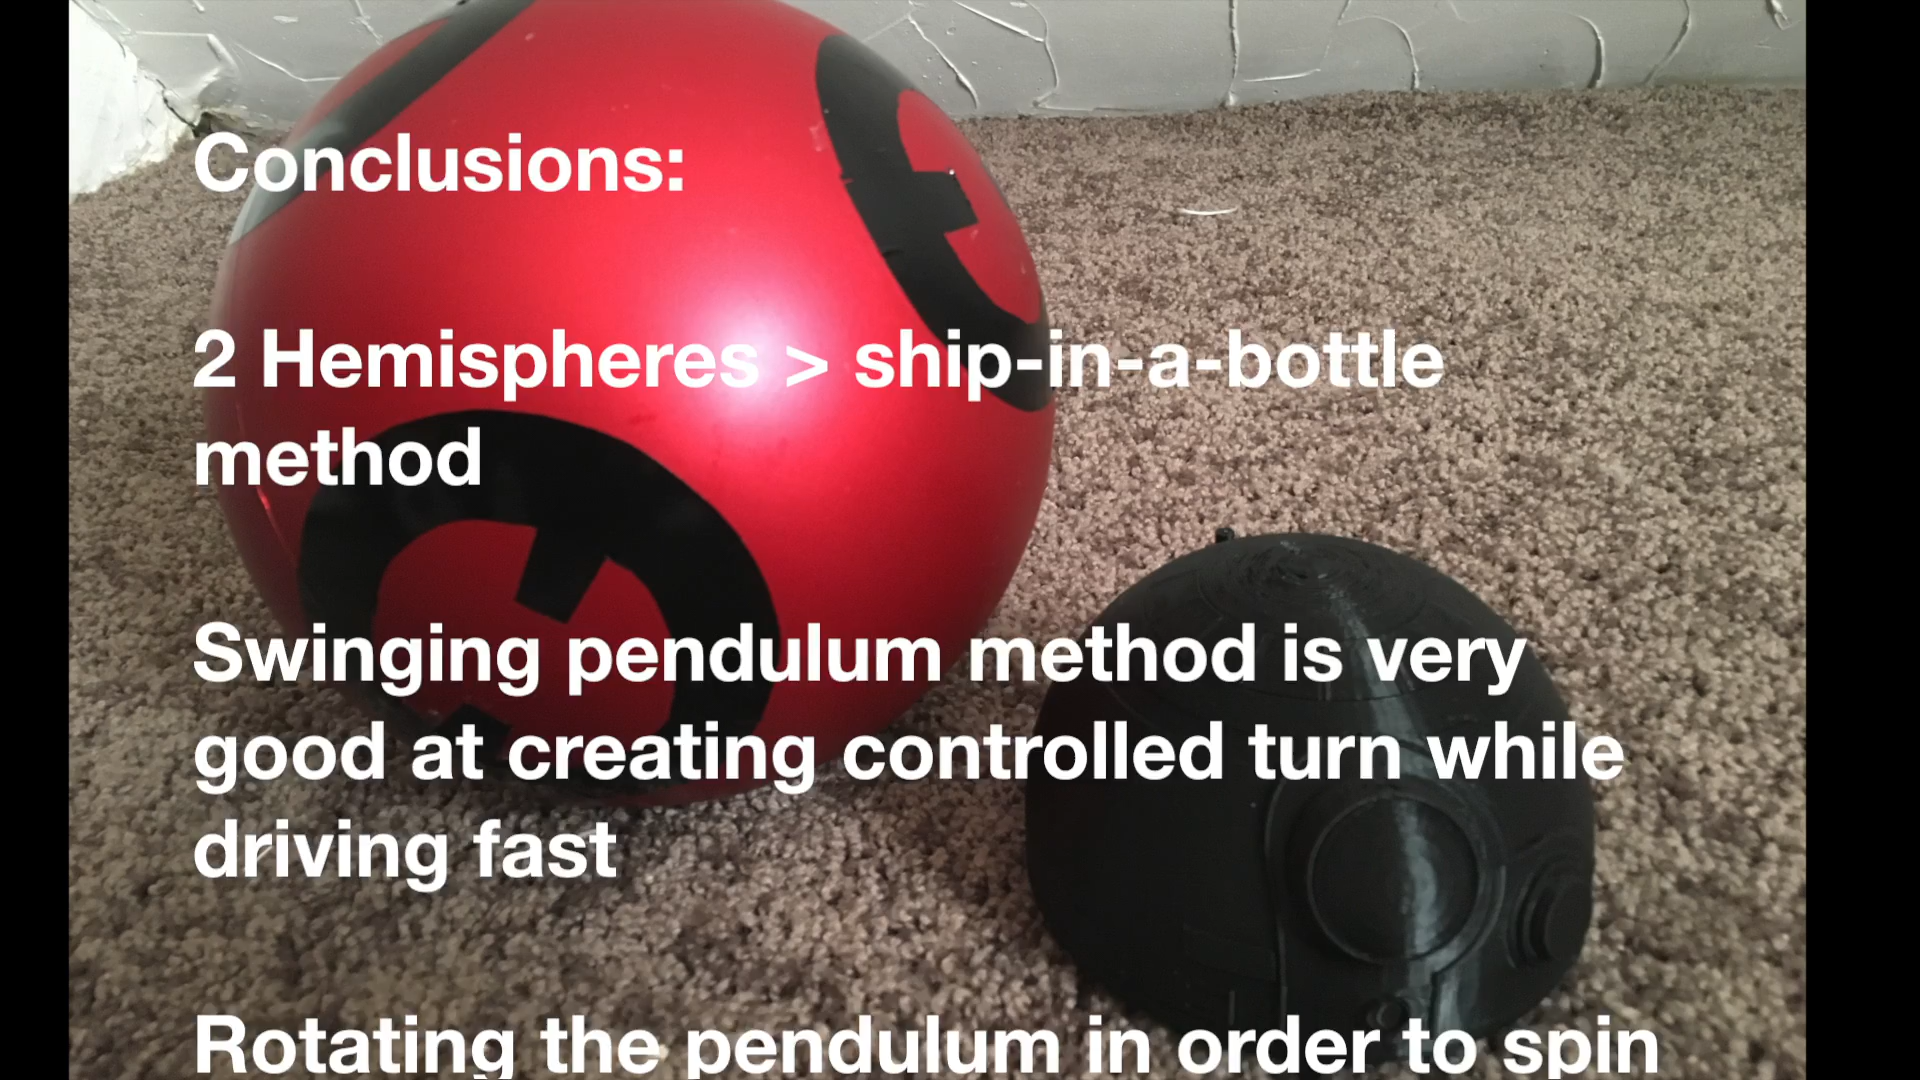 Conclusions:
2 Hemispheres > ship-in-a-bottle
method
Swinging pendulum method is very
good at creating controlled turn while
driving fast
Rotating the pendulum in order to spin